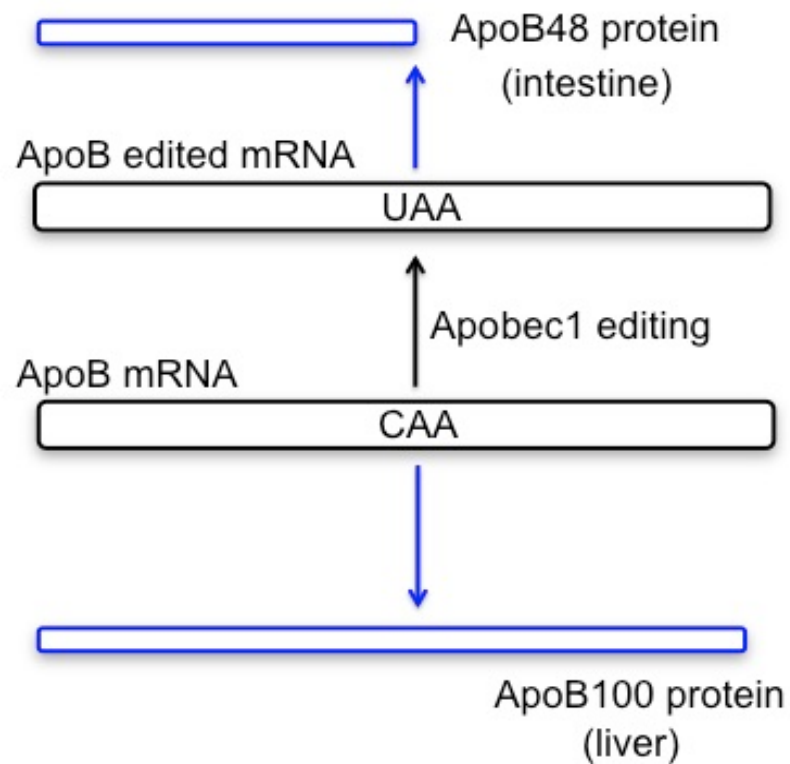 ApoB48 protein
(intestine)
ApoB edited mRNA
UAA
Apobec1 editing
ApoB mRNA
CAA
ApoB100 protein
(liver)